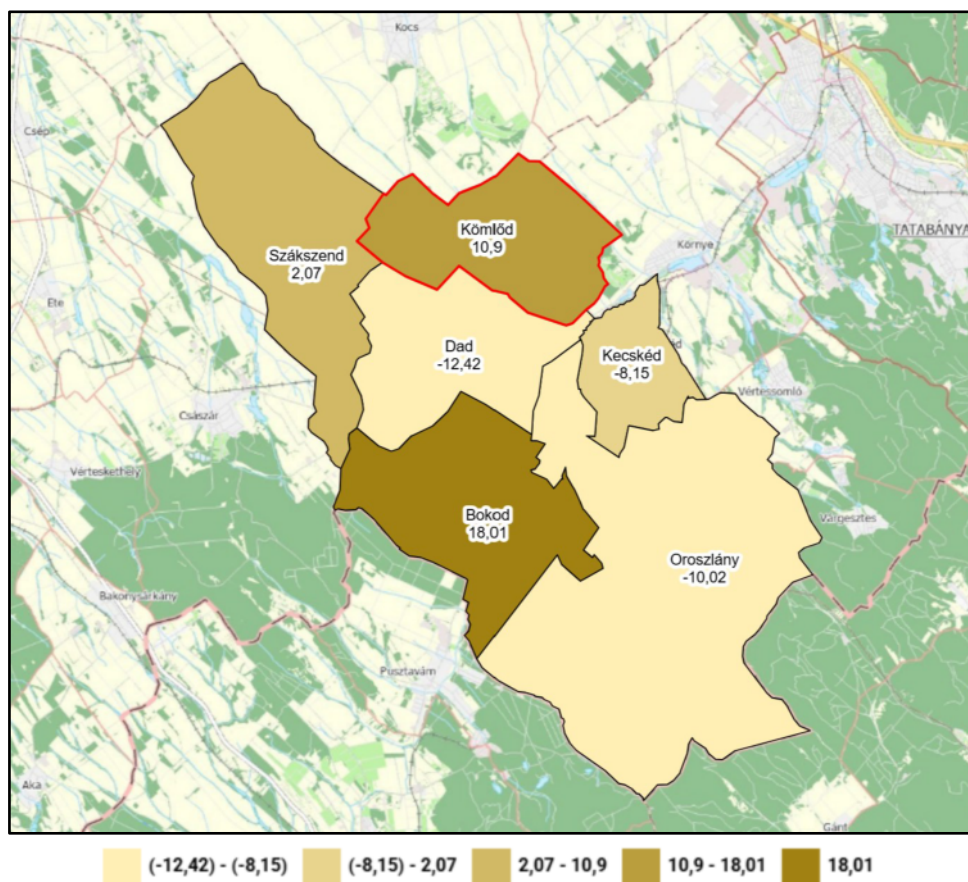 Kocs
Csép
TATABÁNYA
Kömlőd
10,9
Környe
Szákszend
2,07
Ete
Dad
-12,42
Kecskéd
-8,15
Vértessomló
Császár
Vérteskethely
Bokod
18,01
Várgesztes
Oroszlány
-10,02
Bakonysárkány
Pusztavám
Aka
Gánt
(-12,42) - (-8,15)
(-8,15) - 2,07
2,07 - 10,9
10,9 - 18,01
18,01